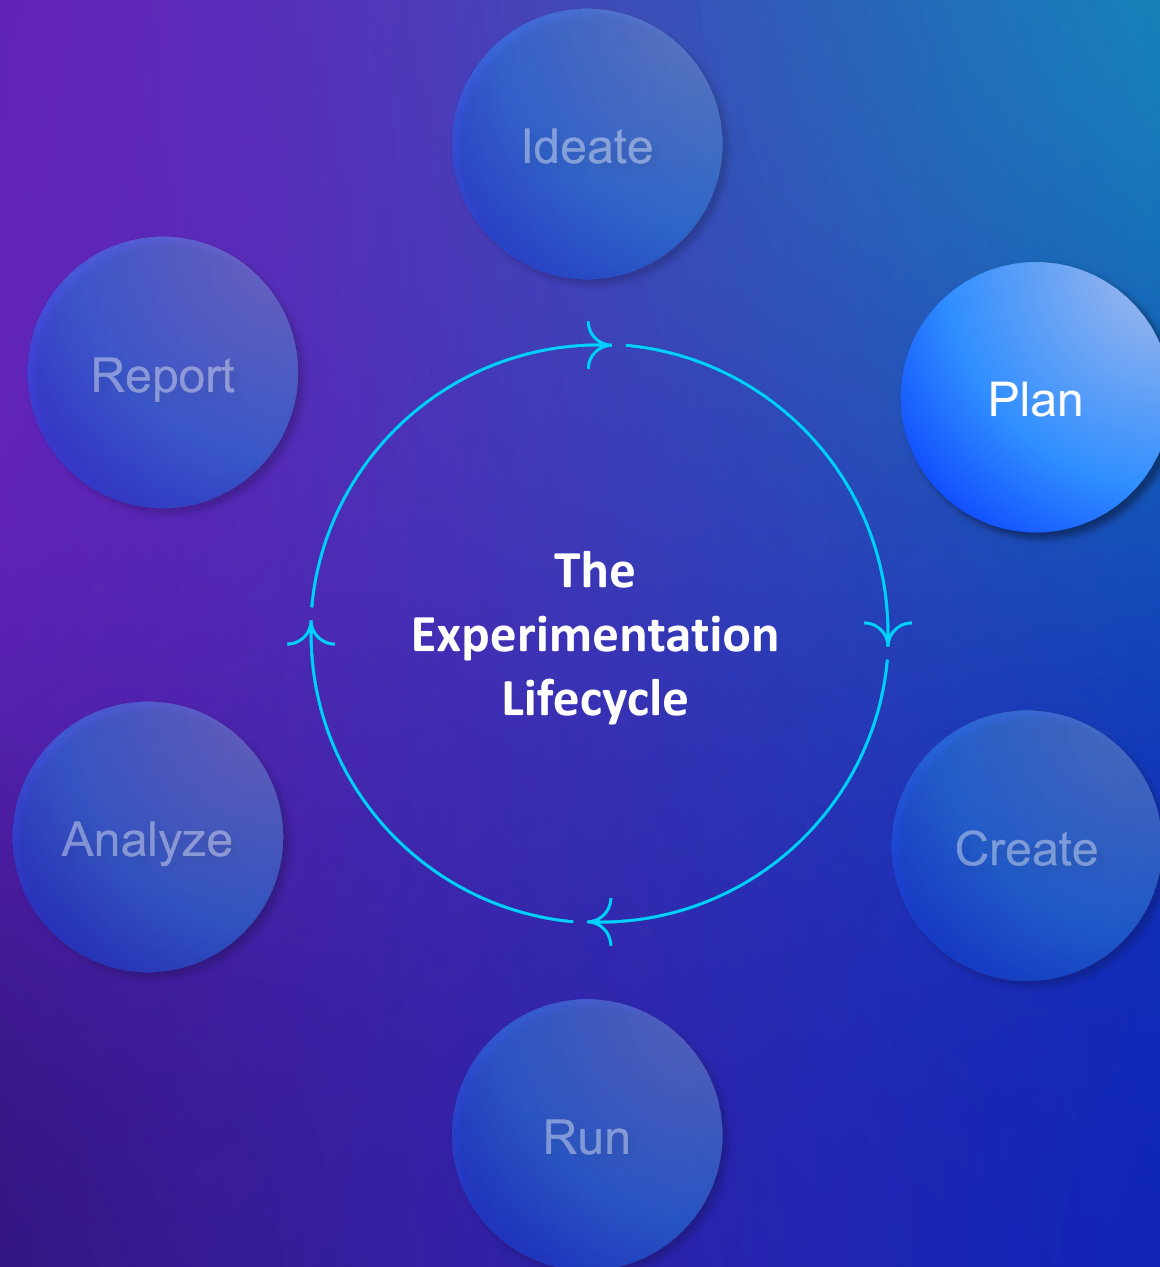 Ideate
Report
Plan
The
Experimentation
Lifecycle
Analyze
Create
Run